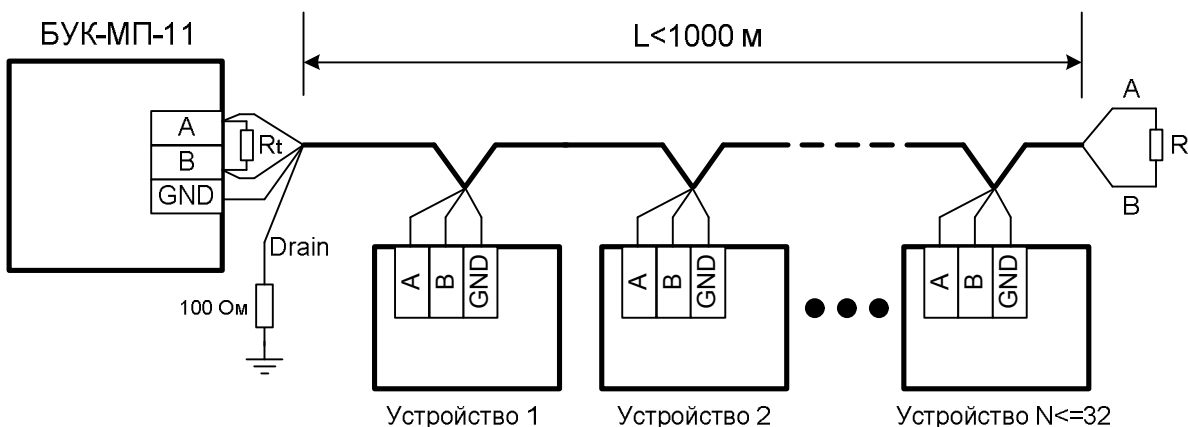 БУК-МП-11
L<1000 м
A
B
GND
Rt
A
R
B
Drain
100 Ом
A
B
GND
A
B
GND
A
B
GND
Устройство 1
Устройство 2
Устройство N<=32